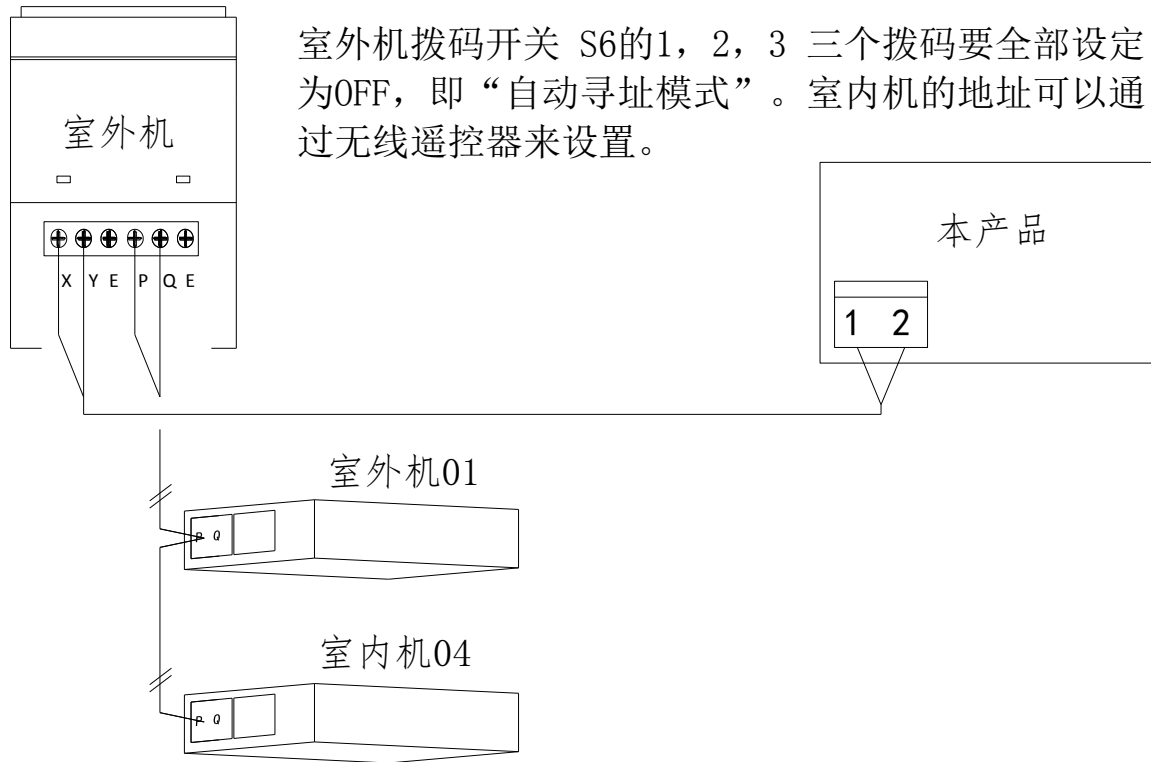 室外机拨码开关 S6的1，2，3 三个拨码要全部设定
为OFF，即“自动寻址模式”。室内机的地址可以通
过无线遥控器来设置。
室外机
X Y E P Q E
本产品
1 2
室外机01
P Q
室内机04
P Q